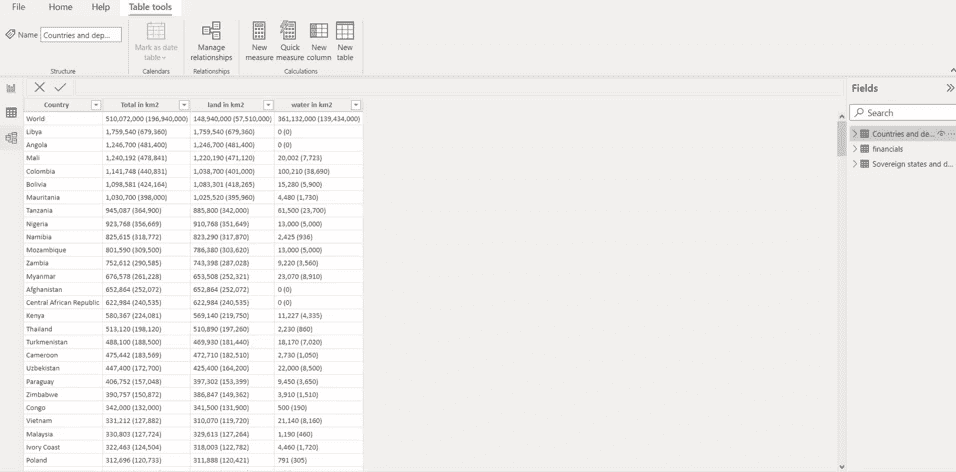 File Home Help Table tools
Name Countries and dep...
Mark as date table
Manage relationships
New measure
Quick measure
New column
New table
Structure Calendars Relationships Calculations
Fields
Search
Countries and de...
financials
Sovereign states and d...
Country Total in km2 land in km2 water in km2
World 510,072,000 (196,940,000) 148,940,000 (57,510,000) 361,132,000 (139,434,000)
Libya 1,759,540 (679,360) 1,759,540 (679,360) 0 (0)
Angola 1,246,700 (481,400) 1,246,700 (481,400) 0 (0)
Mali 1,240,192 (478,841) 1,220,190 (471,120) 20,002 (7,723)
Colombia 1,141,748 (440,831) 1,038,700 (401,000) 100,210 (38,690)
Bolivia 1,098,581 (424,164) 1,083,301 (418,265) 15,280 (5,900)
Mauritania 1,030,700 (398,000) 1,025,520 (395,960) 4,480 (1,730)
Tanzania 945,087 (364,900) 885,800 (342,000) 61,500 (23,700)
Nigeria 923,768 (356,669) 910,768 (351,649) 13,000 (5,000)
Namibia 825,615 (318,772) 823,290 (317,870) 2,425 (936)
Mozambique 801,590 (309,500) 786,380 (303,620) 13,000 (5,000)
Zambia 752,612 (290,585) 743,398 (287,028) 9,220 (3,560)
Myanmar 676,578 (261,228) 653,508 (252,321) 23,070 (8,910)
Afghanistan 652,864 (252,072) 652,864 (252,072) 0 (0)
Central African Republic 622,984 (240,535) 622,984 (240,535) 0 (0)
Kenya 580,367 (224,081) 569,140 (219,750) 11,227 (4,335)
Thailand 513,120 (198,120) 510,890 (197,260) 2,230 (860)
Turkmenistan 488,100 (188,500) 469,930 (181,440) 18,170 (7,020)
Cameroon 475,442 (183,569) 472,710 (182,510) 2,730 (1,050)
Uzbekistan 447,400 (172,700) 425,400 (164,200) 22,000 (8,500)
Paraguay 406,752 (157,048) 397,302 (153,399) 9,450 (3,650)
Zimbabwe 390,757 (150,872) 386,847 (149,362) 3,910 (1,510)
Congo 342,000 (132,000) 341,500 (131,900) 500 (190)
Vietnam 331,212 (127,882) 310,070 (119,720) 21,140 (8,160)
Malaysia 330,803 (127,724) 329,613 (127,264) 1,190 (460)
Ivory Coast 322,463 (124,504) 318,003 (122,782) 4,460 (1,720)
Poland 312,696 (120,733) 311,888 (120,421) 791 (305)